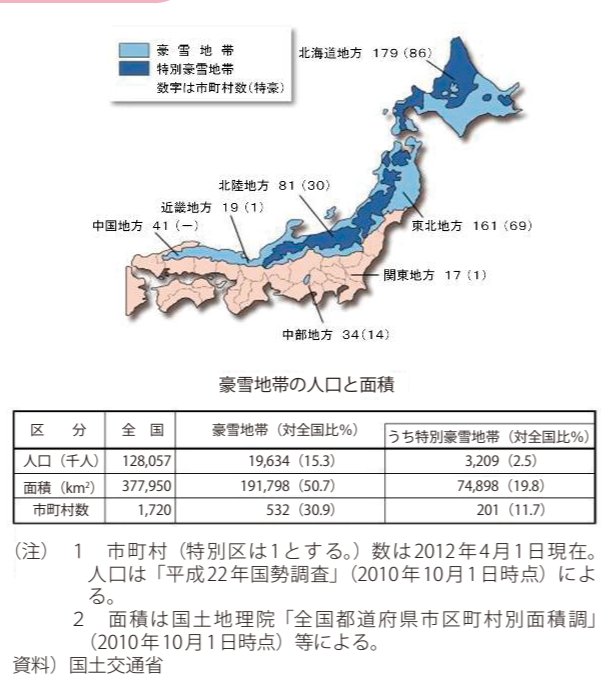 豪雪地帯
特別豪雪地帯
数字は市町村数(特豪)
北海道地方 179(86)
北陸地方 81(30)
近畿地方 19(1)
中国地方 41(-)
東北地方 161(69)
関東地方 17(1)
中部地方 34(14)
豪雪地帯の人口と面積
区 分 全 国 豪雪地帯(対全国比%) うち特別豪雪地帯(対全国比%)
人口(千人) 128,057 19,634(15.3) 3,209(2.5)
面積(km²) 377,950 191,798(50.7) 74,898(19.8)
市町村数 1,720 532(30.9) 201(11.7)
(注) 1 市町村(特別区は1とする。)数は2012年4月1日現在。
人口は「平成22年国勢調査」(2010年10月1日時点)によ
る。
2 面積は国土地理院「全国都道府県市区町村別面積調」
(2010年10月1日時点)等による。
資料)国土交通省